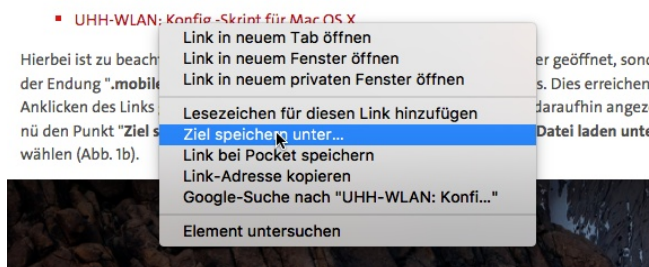 UHH-WLAN: Konfig.-Skript für Mac OS X
Link in neuem Tab öffnen
Link in neuem Fenster öffnen
Link in neuem privaten Fenster öffnen
Lesezeichen für diesen Link hinzufügen
Ziel speichern unter...
Link bei Pocket speichern
Link-Adresse kopieren
Google-Suche nach "UHH-WLAN: Konfi..."
Element untersuchen
Hierbei ist zu beach er geöffnet, sond
der Endung ".mobile s. Dies erreichen
Anklicken des Links daraufhin angez
nü den Punkt "Ziel s Datei laden unte
wählen (Abb. 1b).